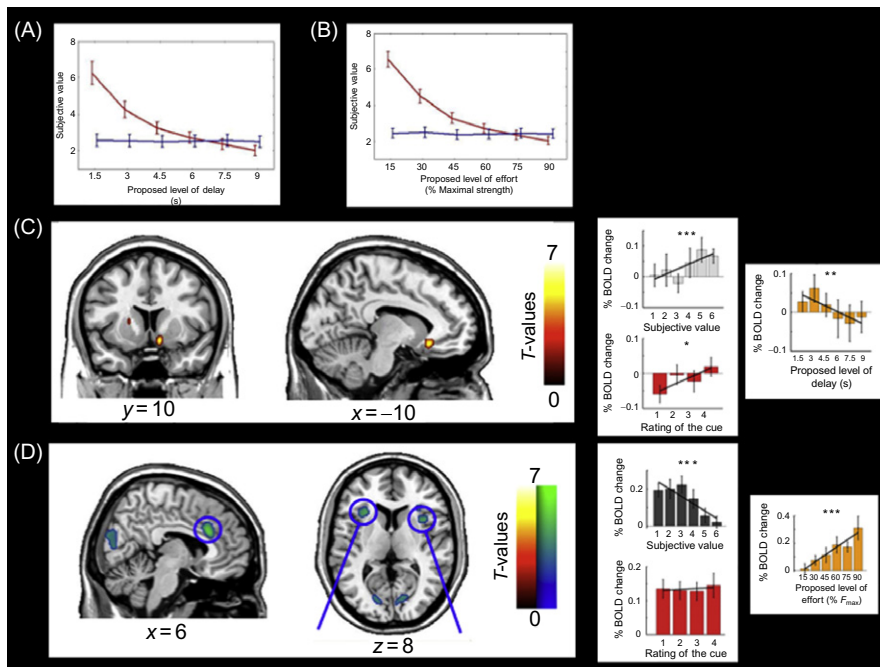 (A)
8
6
4
2
Subjective value
1.5 3 4.5 6 7.5 9
Proposed level of delay
(s)
(B)
8
6
4
2
Subjective value
15 30 45 60 75 90
Proposed level of effort
(% Maximal strength)
(C)
y = 10
x = –10
7
T-values
0
% BOLD change
0.1
0
–0.1
***
1 2 3 4 5 6
Subjective value
% BOLD change
0.1
0
–0.1
*
1 2 3 4
Rating of the cue
% BOLD change
0.1
0
–0.1
**
1.5 3 4.5 6 7.5 9
Proposed level of
delay (s)
(D)
x = 6
z = 8
7
T-values
0
% BOLD change
0.4
0.2
0
***
1 2 3 4 5 6
Subjective value
% BOLD change
0.2
0.1
0
1 2 3 4
Rating of the cue
% BOLD change
0.4
0.2
0
***
15 30 45 60 75 90
Proposed level of
effort (% Fmax)